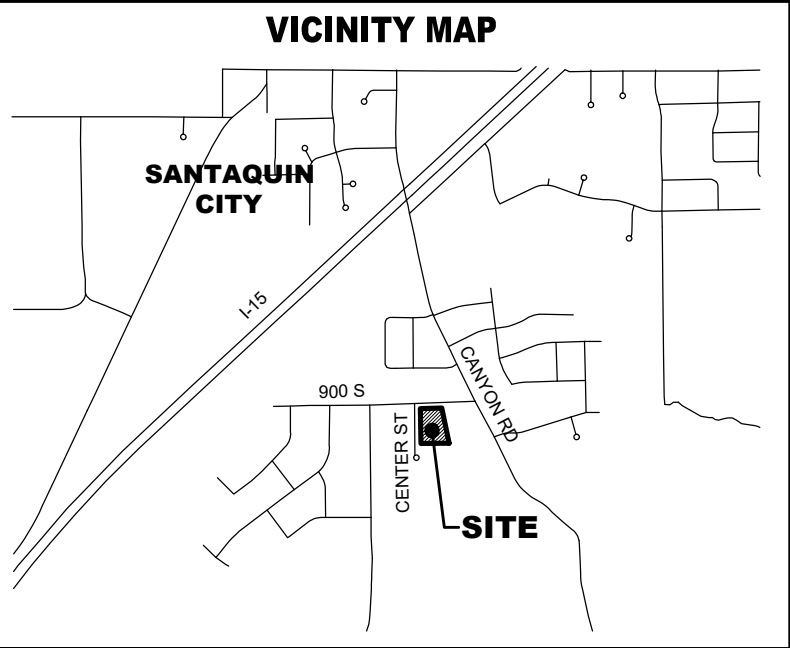 VICINITY MAP
SANTAQUIN
CITY
I-15
900 S
CENTER ST
CANYON RD
SITE